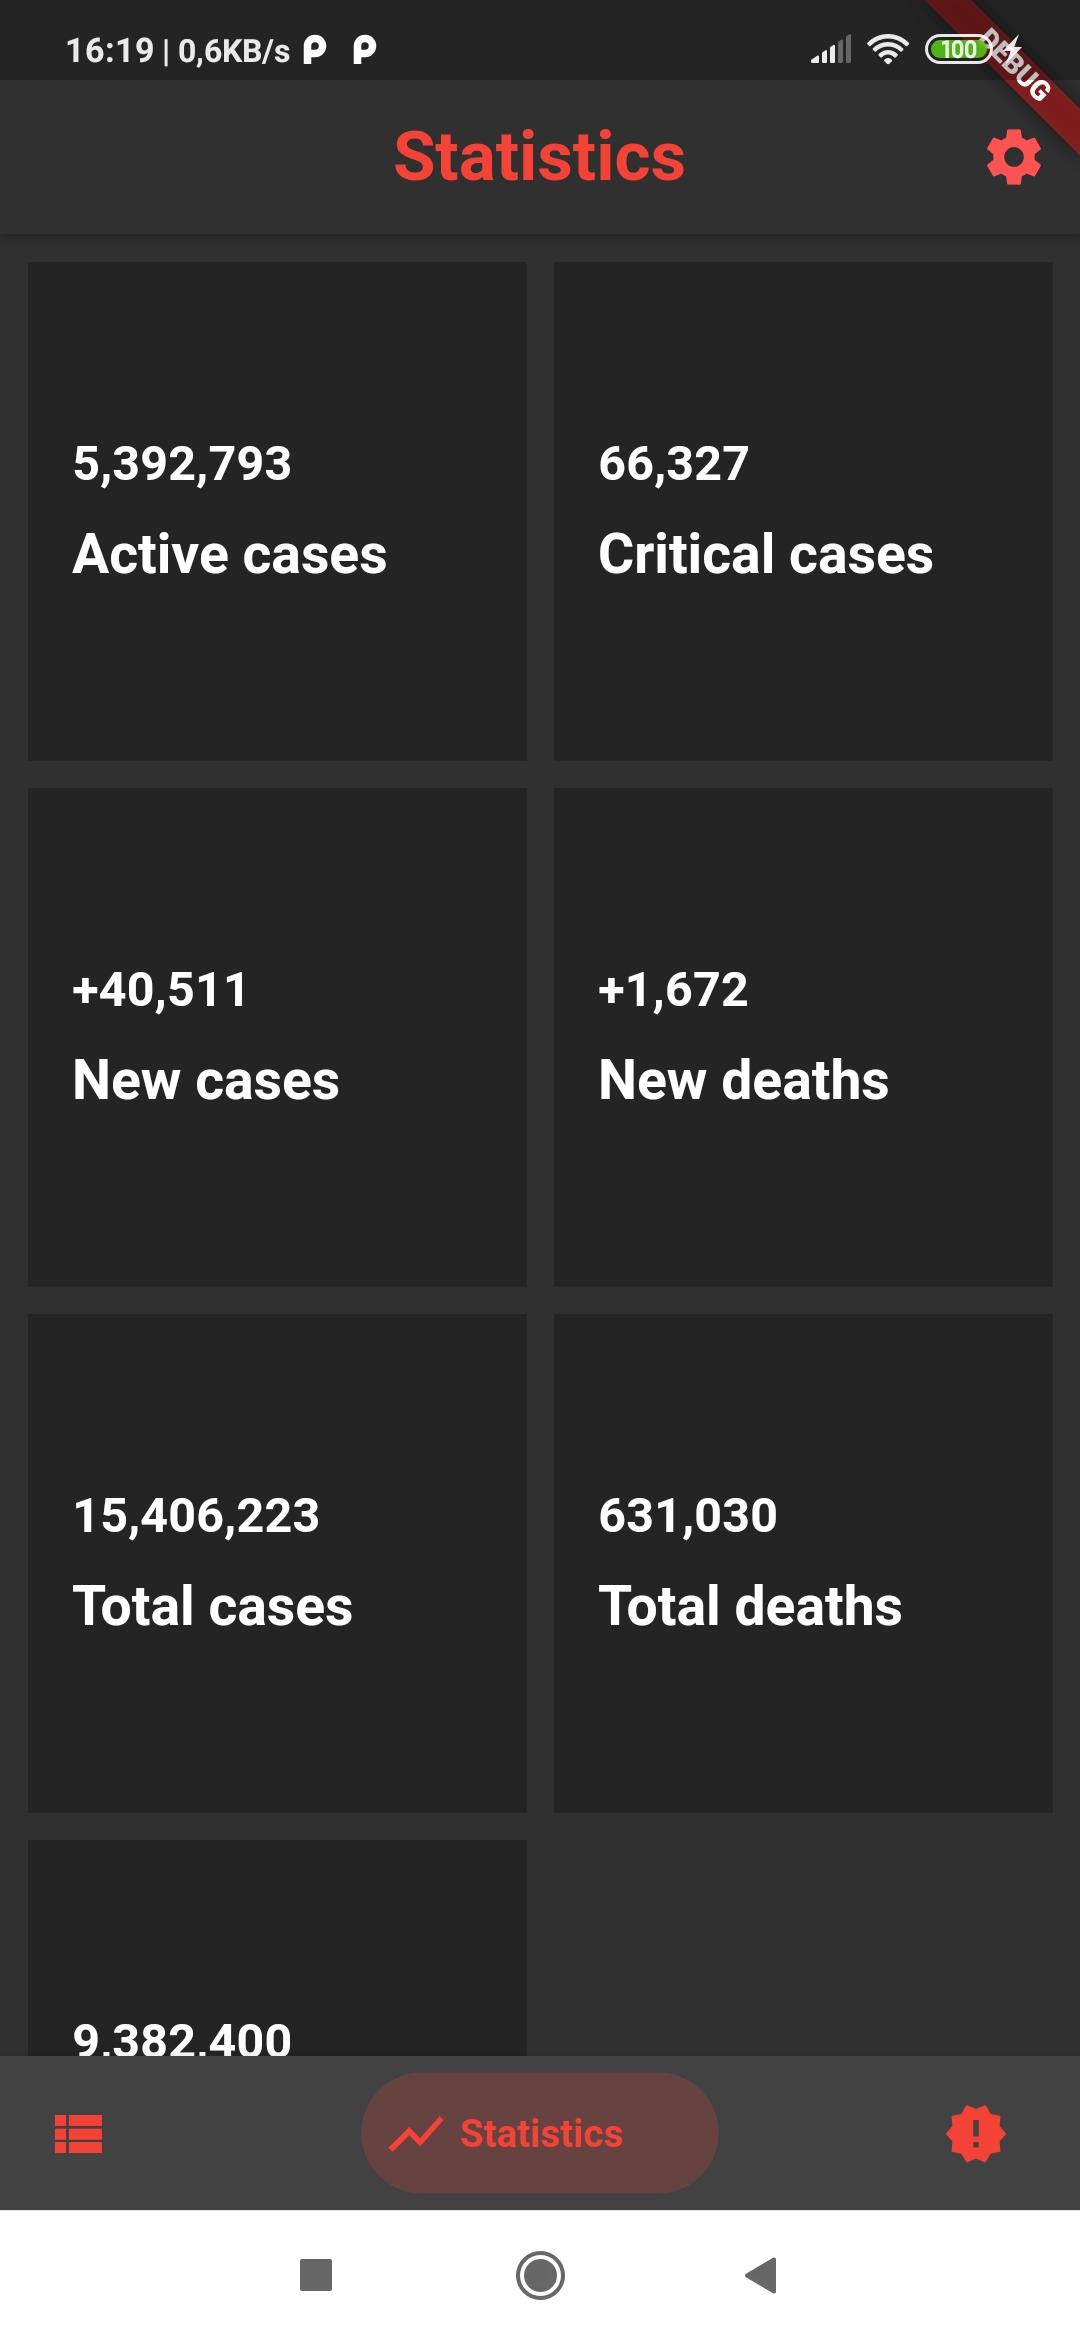 16:19 | 0,6KB/s
100
DEBUG
Statistics
5,392,793
Active cases
66,327
Critical cases
+40,511
New cases
+1,672
New deaths
15,406,223
Total cases
631,030
Total deaths
9,382,400
Statistics